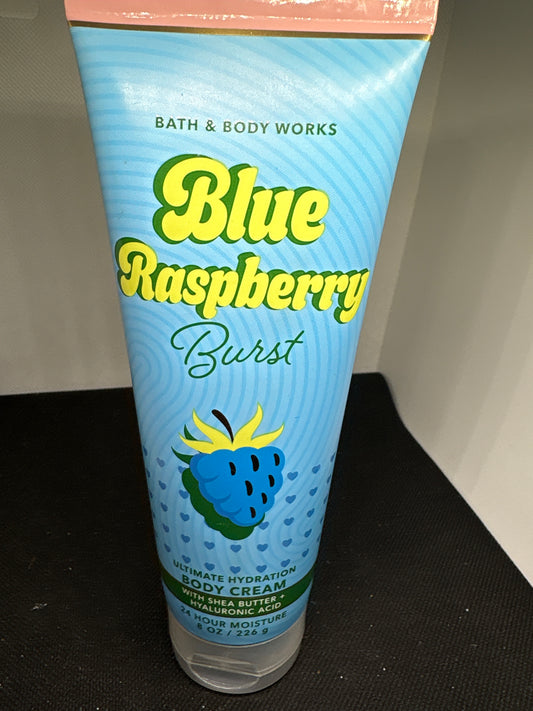 BATH & BODY WORKS
Blue
Raspberry
Burst
ULTIMATE HYDRATION
BODY CREAM
WITH SHEA BUTTER +
HYALURONIC ACID
24 HOUR MOISTURE
8 OZ / 226 g